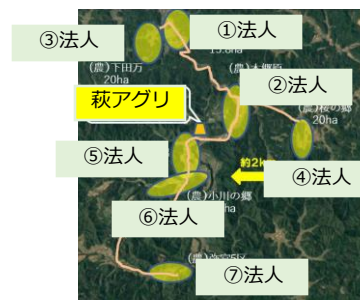 ①法人
③法人
(農)下田万
20ha
②法人
萩アグリ
20ha
⑤法人
約2k
④法人
(農)小川の郷
⑥法人
⑦法人